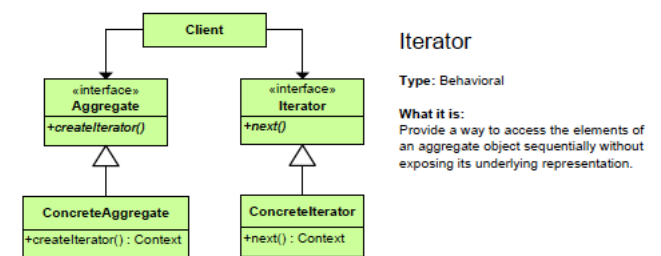 Client
«interface»
Aggregate
+createIterator()
«interface»
Iterator
+next()
ConcreteAggregate
+createIterator() : Context
ConcreteIterator
+next() : Context
Iterator
Type: Behavioral
What it is:
Provide a way to access the elements of
an aggregate object sequentially without
exposing its underlying representation.